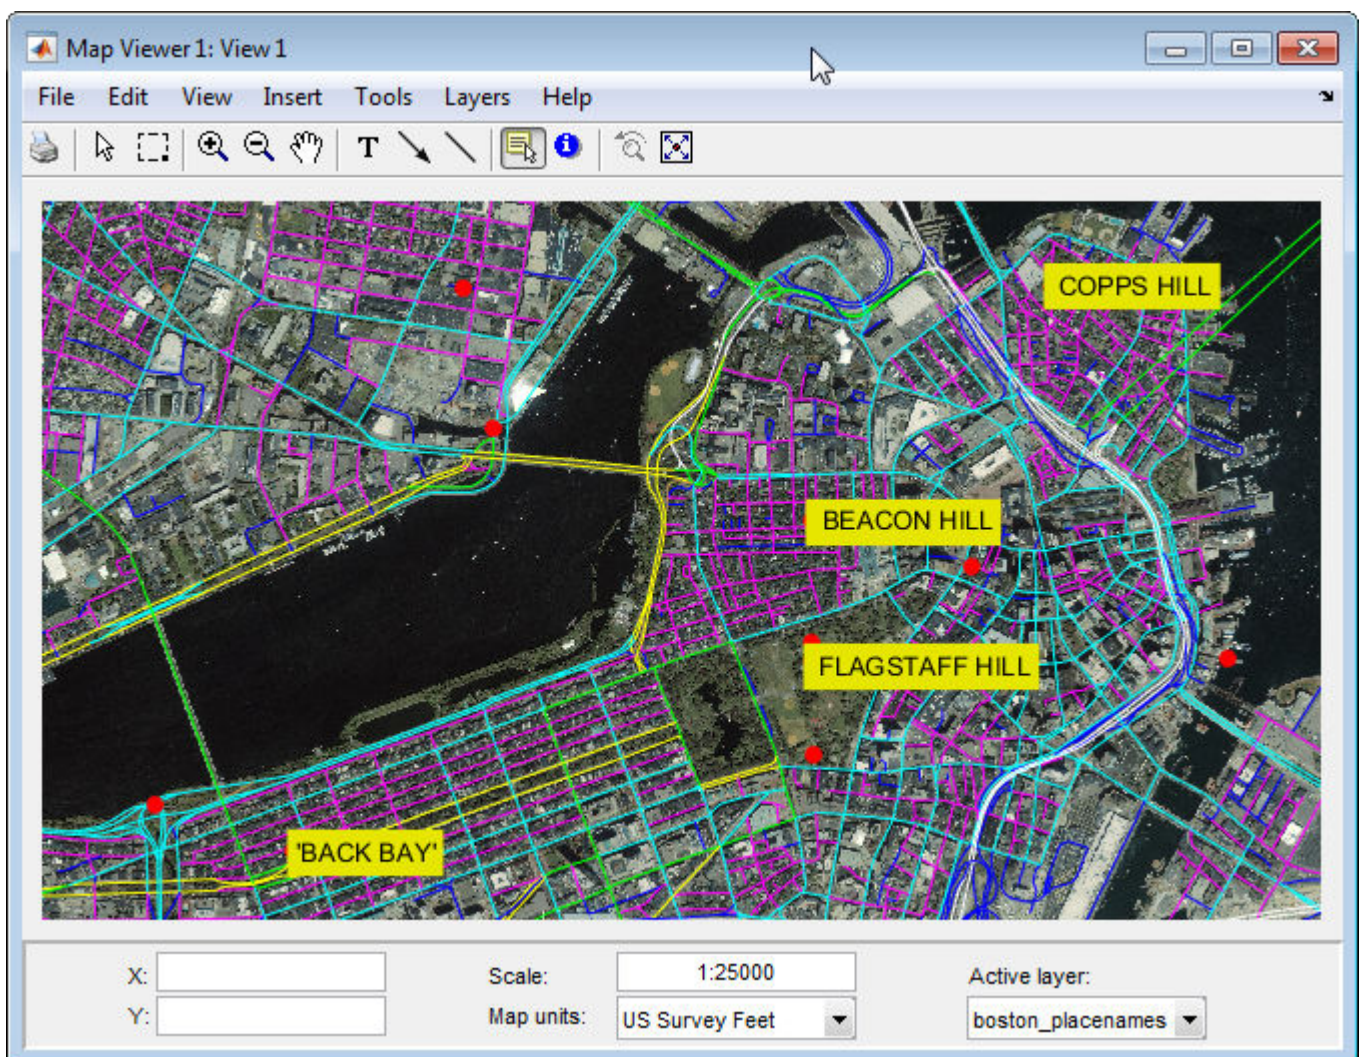 Map Viewer 1: View 1
File Edit View Insert Tools Layers Help
T
COPPS HILL
BEACON HILL
FLAGSTAFF HILL
'BACK BAY'
X:
Scale: 1:25000
Active layer:
Y:
Map units: US Survey Feet
boston_placenames